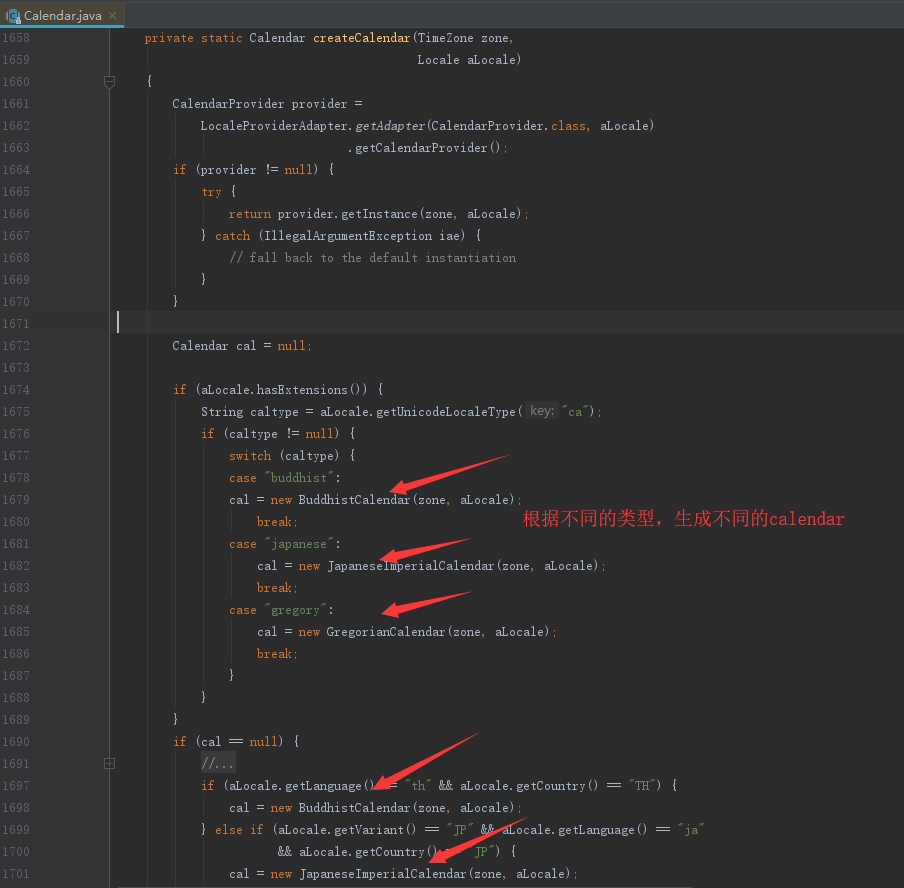 Calendar.java
1658 private static Calendar createCalendar(TimeZone zone,
1659 Locale aLocale)
1660 {
1661 CalendarProvider provider =
1662 LocaleProviderAdapter.getAdapter(CalendarProvider.class, aLocale)
1663 .getCalendarProvider();
1664 if (provider != null) {
1665 try {
1666 return provider.getInstance(zone, aLocale);
1667 } catch (IllegalArgumentException iae) {
1668 // fall back to the default instantiation
1669 }
1670 }
1671
1672 Calendar cal = null;
1673
1674 if (aLocale.hasExtensions()) {
1675 String caltype = aLocale.getUnicodeLocaleType( key: "ca");
1676 if (caltype != null) {
1677 switch (caltype) {
1678 case "buddhist":
1679 cal = new BuddhistCalendar(zone, aLocale);
根据不同的类型，生成不同的calendar
1680 break;
1681 case "japanese":
1682 cal = new JapaneseImperialCalendar(zone, aLocale);
1683 break;
1684 case "gregory":
1685 cal = new GregorianCalendar(zone, aLocale);
1686 break;
1687 }
1688 }
1689 }
1690 if (cal == null) {
1691 //...
1697 if (aLocale.getLanguage() == "th" && aLocale.getCountry() == "TH") {
1698 cal = new BuddhistCalendar(zone, aLocale);
1699 } else if (aLocale.getVariant() == "JP" && aLocale.getLanguage() == "ja"
1700 && aLocale.getCountry() == "JP") {
1701 cal = new JapaneseImperialCalendar(zone, aLocale);